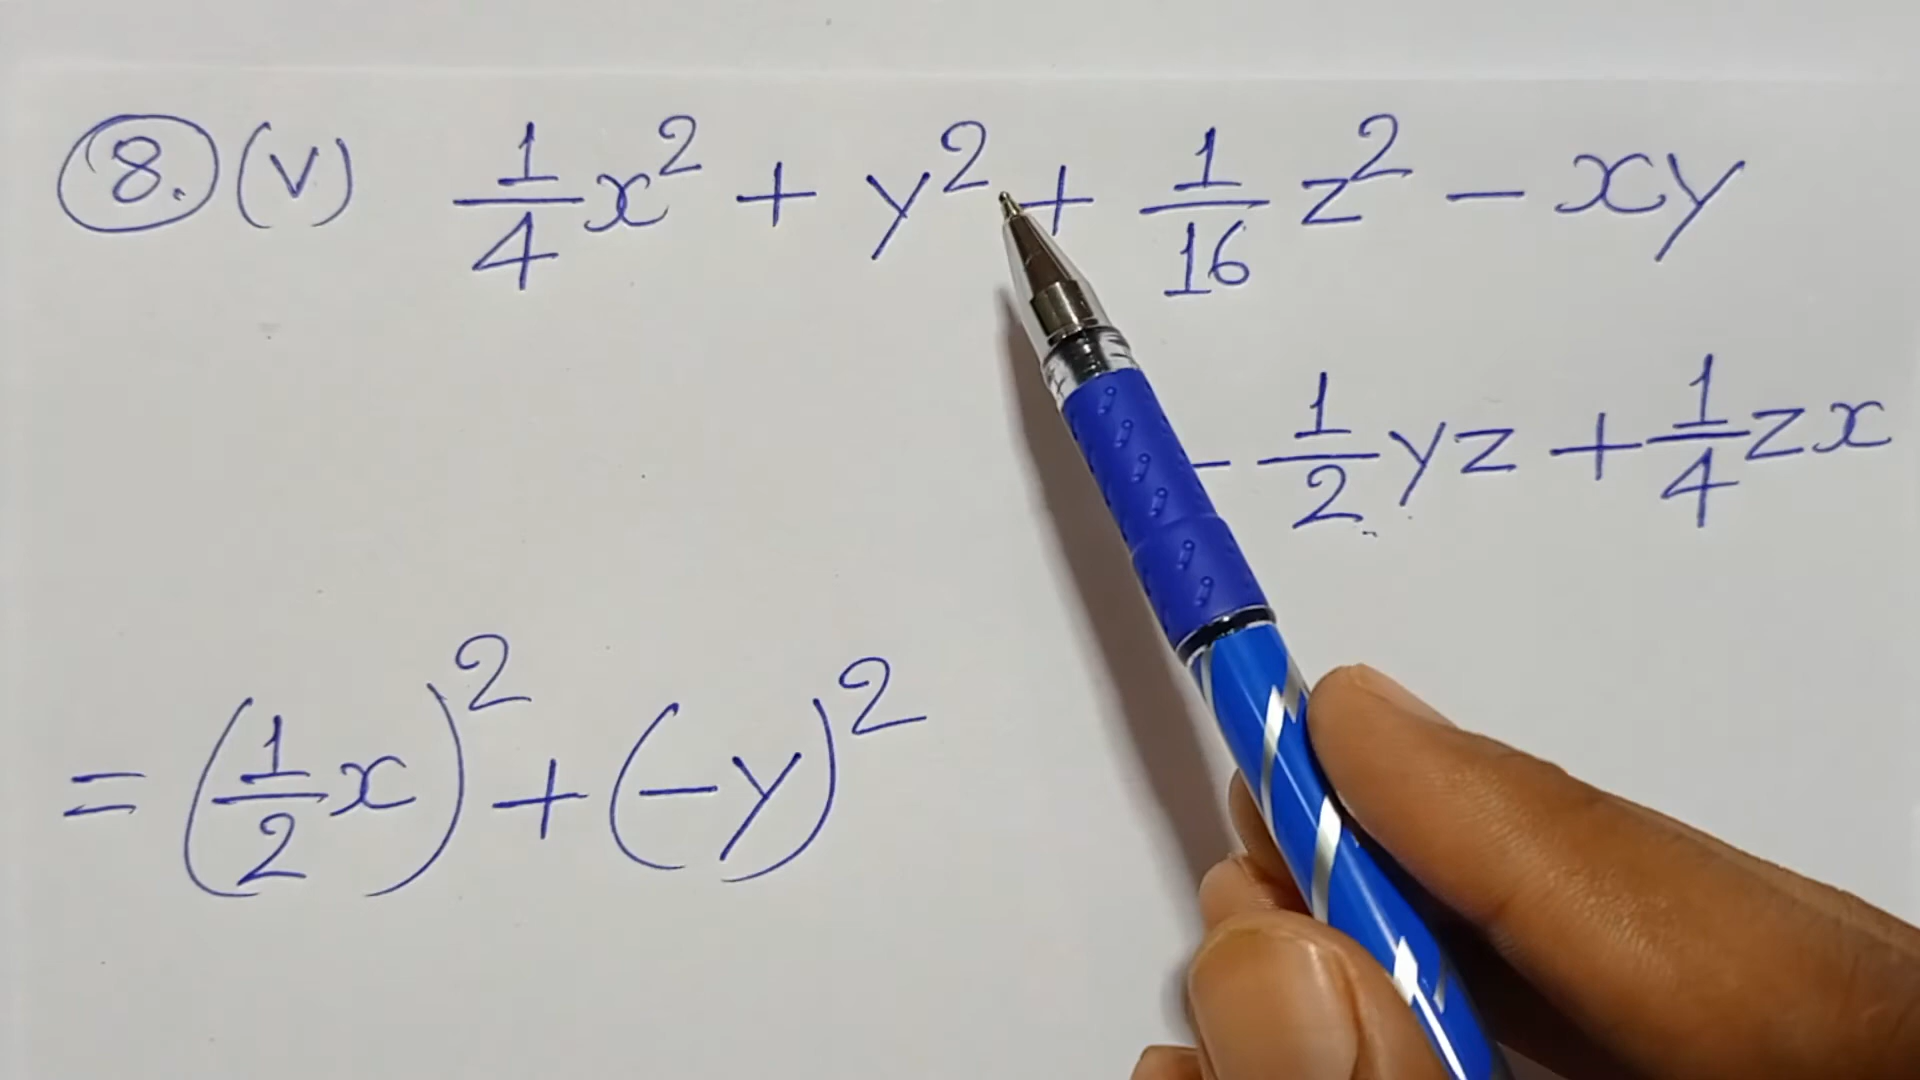 8. (V) 1/4 x² + y² + 1/16 z² - xy
- 1/2 yz + 1/4 zx
= (1/2 x)² + (-y)²